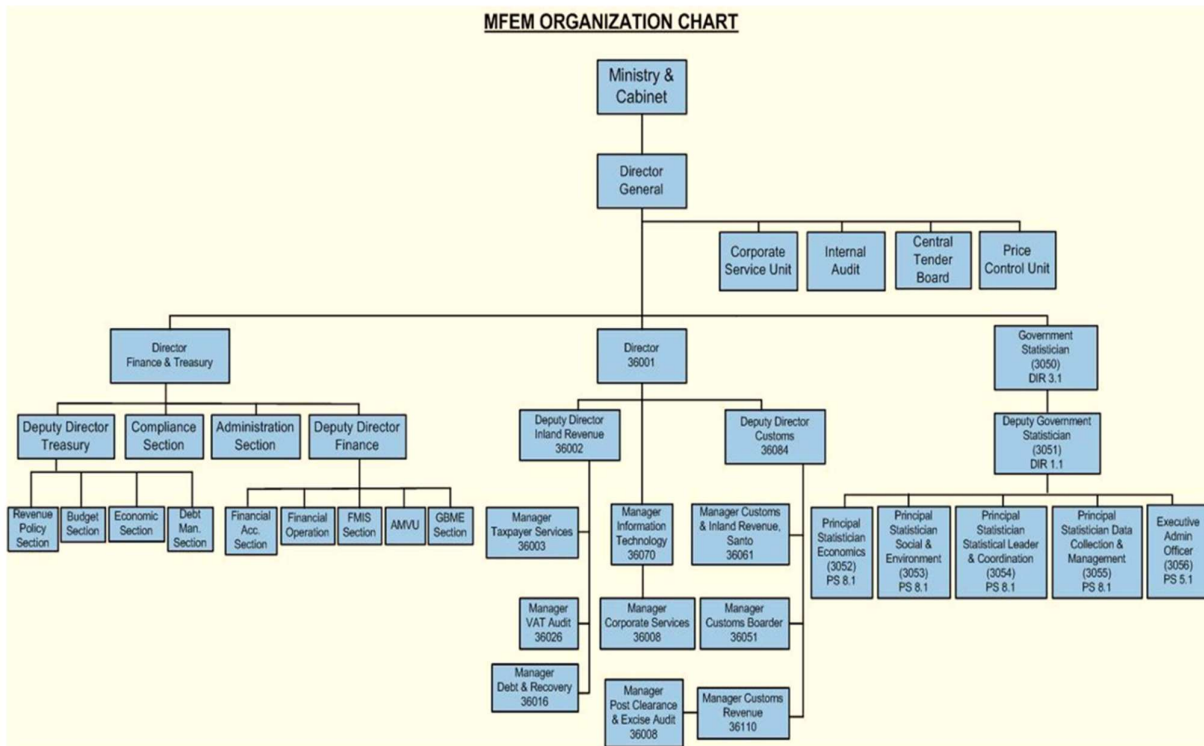 MFEM ORGANIZATION CHART
Ministry &
Cabinet
Director
General
Corporate
Service Unit
Internal
Audit
Central
Tender
Board
Price
Control Unit
Director
Finance & Treasury
Director
36001
Government
Statistician
(3050)
DIR 3.1
Deputy Director
Treasury
Compliance
Section
Administration
Section
Deputy Director
Finance
Deputy Director
Inland Revenue
36002
Deputy Director
Customs
36084
Deputy Government
Statistician
(3051)
DIR 1.1
Revenue
Policy
Section
Budget
Section
Economic
Section
Debt
Man.
Section
Financial
Acc.
Section
Financial
Operation
FMIS
Section
AMVU
GBME
Section
Manager
Taxpayer Services
36003
Manager
Information
Technology
36070
Manager Customs
& Inland Revenue,
Santo
36061
Principal
Statistician
Economics
(3052)
PS 8.1
Principal
Statistician
Social &
Environment
(3053)
PS 8.1
Principal
Statistician
Statistical Leader
& Coordination
(3054)
PS 8.1
Principal
Statistician Data
Collection &
Management
(3055)
PS 8.1
Executive
Admin
Officer
(3056)
PS 5.1
Manager
VAT Audit
36026
Manager
Corporate Services
36008
Manager
Customs Boarder
36051
Manager
Debt & Recovery
36016
Manager
Post Clearance
& Excise Audit
36008
Manager Customs
Revenue
36110